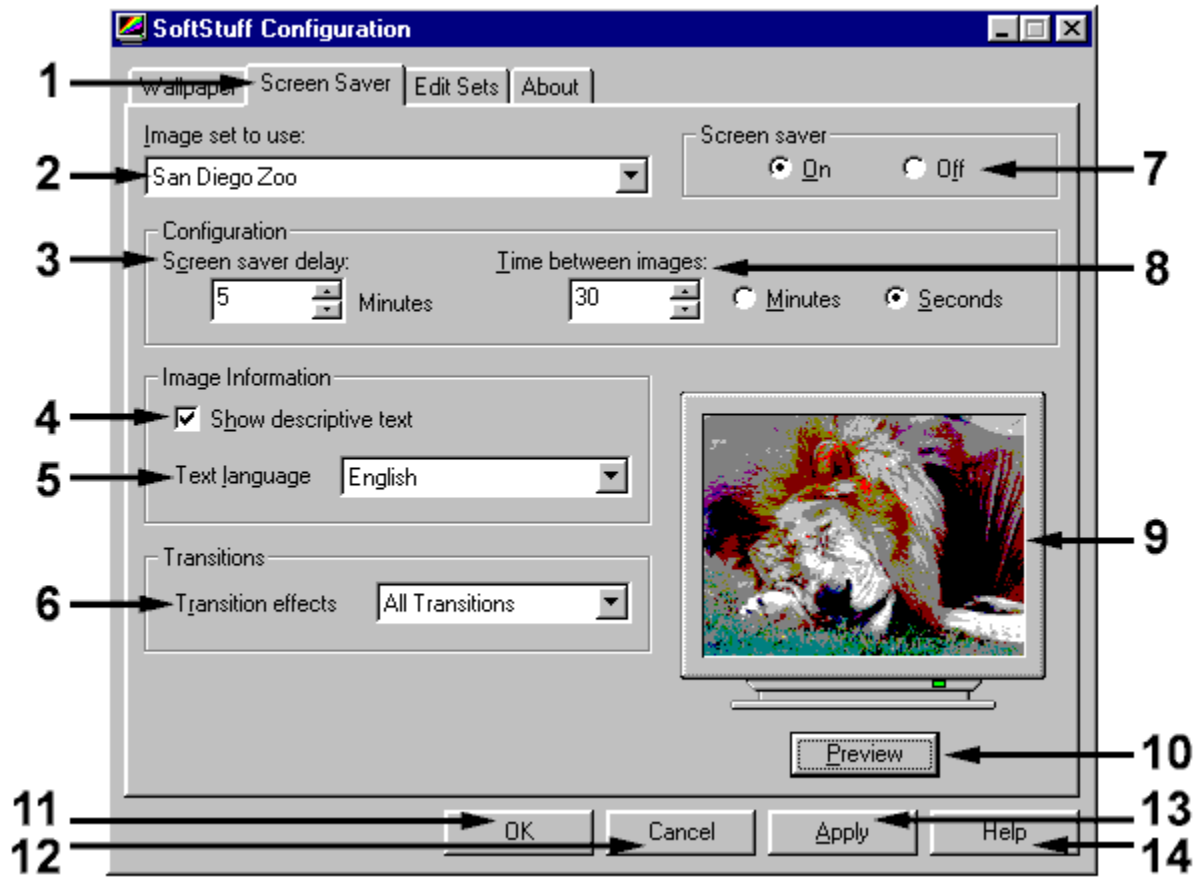 SoftStuff Configuration
1 Wallpaper Screen Saver Edit Sets About
Image set to use:
Screen saver
2 San Diego Zoo
On Off 7
Configuration
3 Screen saver delay: Time between images: 8
5 Minutes 30 Minutes Seconds
Image Information
4 Show descriptive text
5 Text language English
9
Transitions
6 Transition effects All Transitions
Preview 10
11 OK Cancel Apply Help 13
12 14